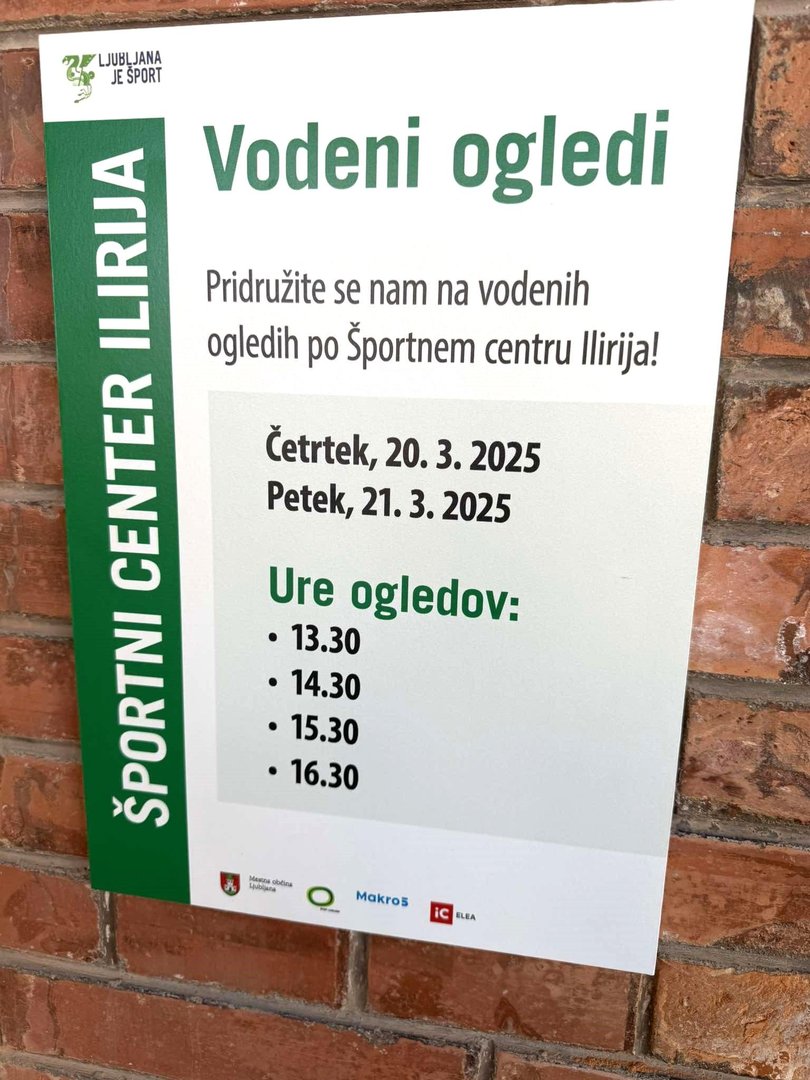 LJUBLJANA
JE ŠPORT
ŠPORTNI CENTER ILIRIJA
Vodeni ogledi
Pridružite se nam na vodenih
ogledih po Športnem centru Ilirija!
Četrtek, 20. 3. 2025
Petek, 21. 3. 2025
Ure ogledov:
• 13.30
• 14.30
• 15.30
• 16.30
Mestna občina
Ljubljana
Makro5
iC ELEA